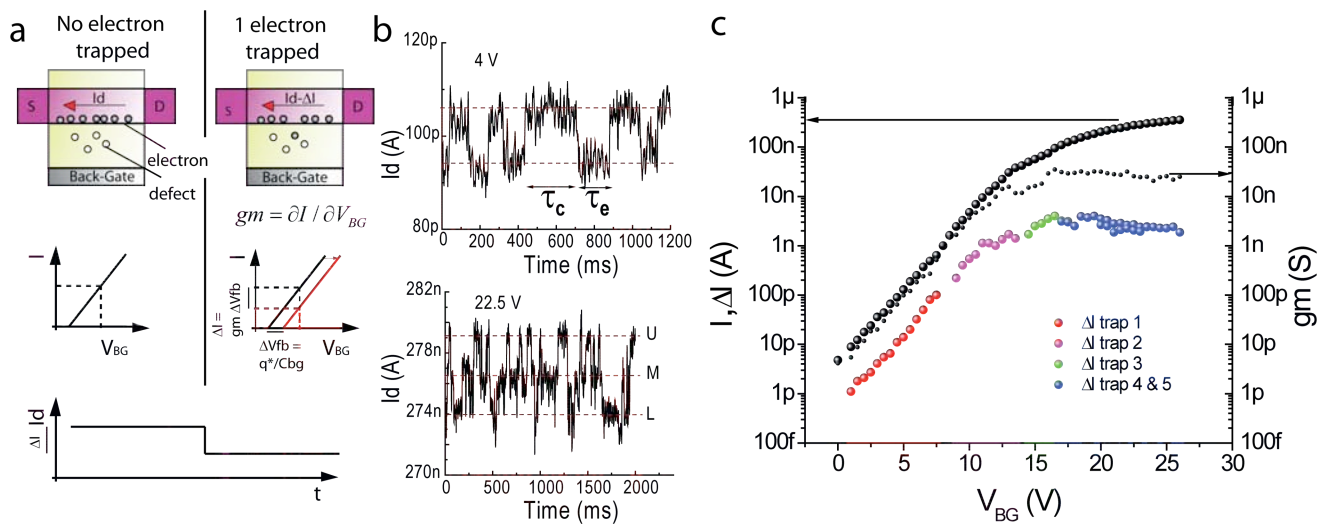 a
No electron
trapped
1 electron
trapped
S
Id
D
S
Id-ΔI
D
electron
Back-Gate
Back-Gate
defect
gm = ∂I / ∂V_BG
I
V_BG
I
ΔI =
gm ΔVfb
ΔVfb =
q*/Cbg
V_BG
ΔI Id
t
b
120p
4 V
100p
Id (A)
τc
τe
80p
0 200 400 600 800 1000 1200
Time (ms)
282n
22.5 V
U
278n
M
Id (A)
274n
L
270n
0 500 1000 1500 2000
Time (ms)
c
1μ
100n
10n
1n
100p
10p
1p
100f
I,ΔI (A)
1μ
100n
10n
1n
100p
10p
1p
100f
gm (S)
ΔI trap 1
ΔI trap 2
ΔI trap 3
ΔI trap 4 & 5
0 5 10 15 20 25 30
V_BG (V)